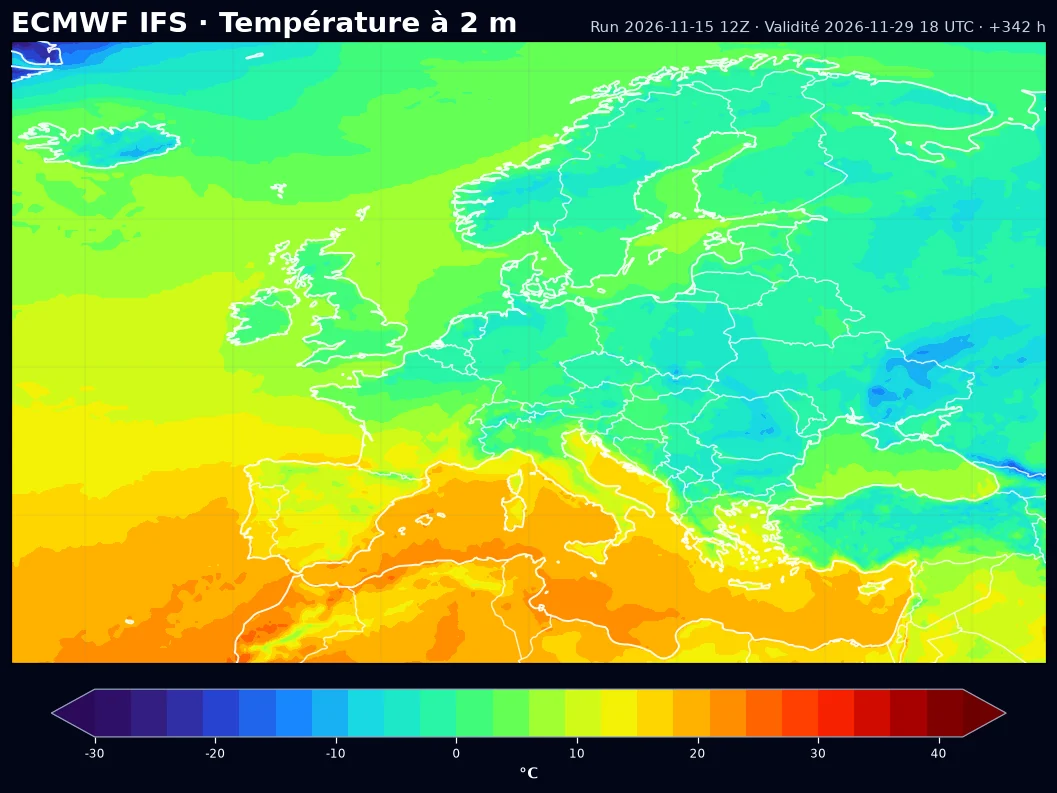 ECMWF IFS · Température à 2 m
Run 2026-11-15 12Z · Validité 2026-11-29 18 UTC · +342 h
-30 -20 -10 0 10 20 30 40
°C